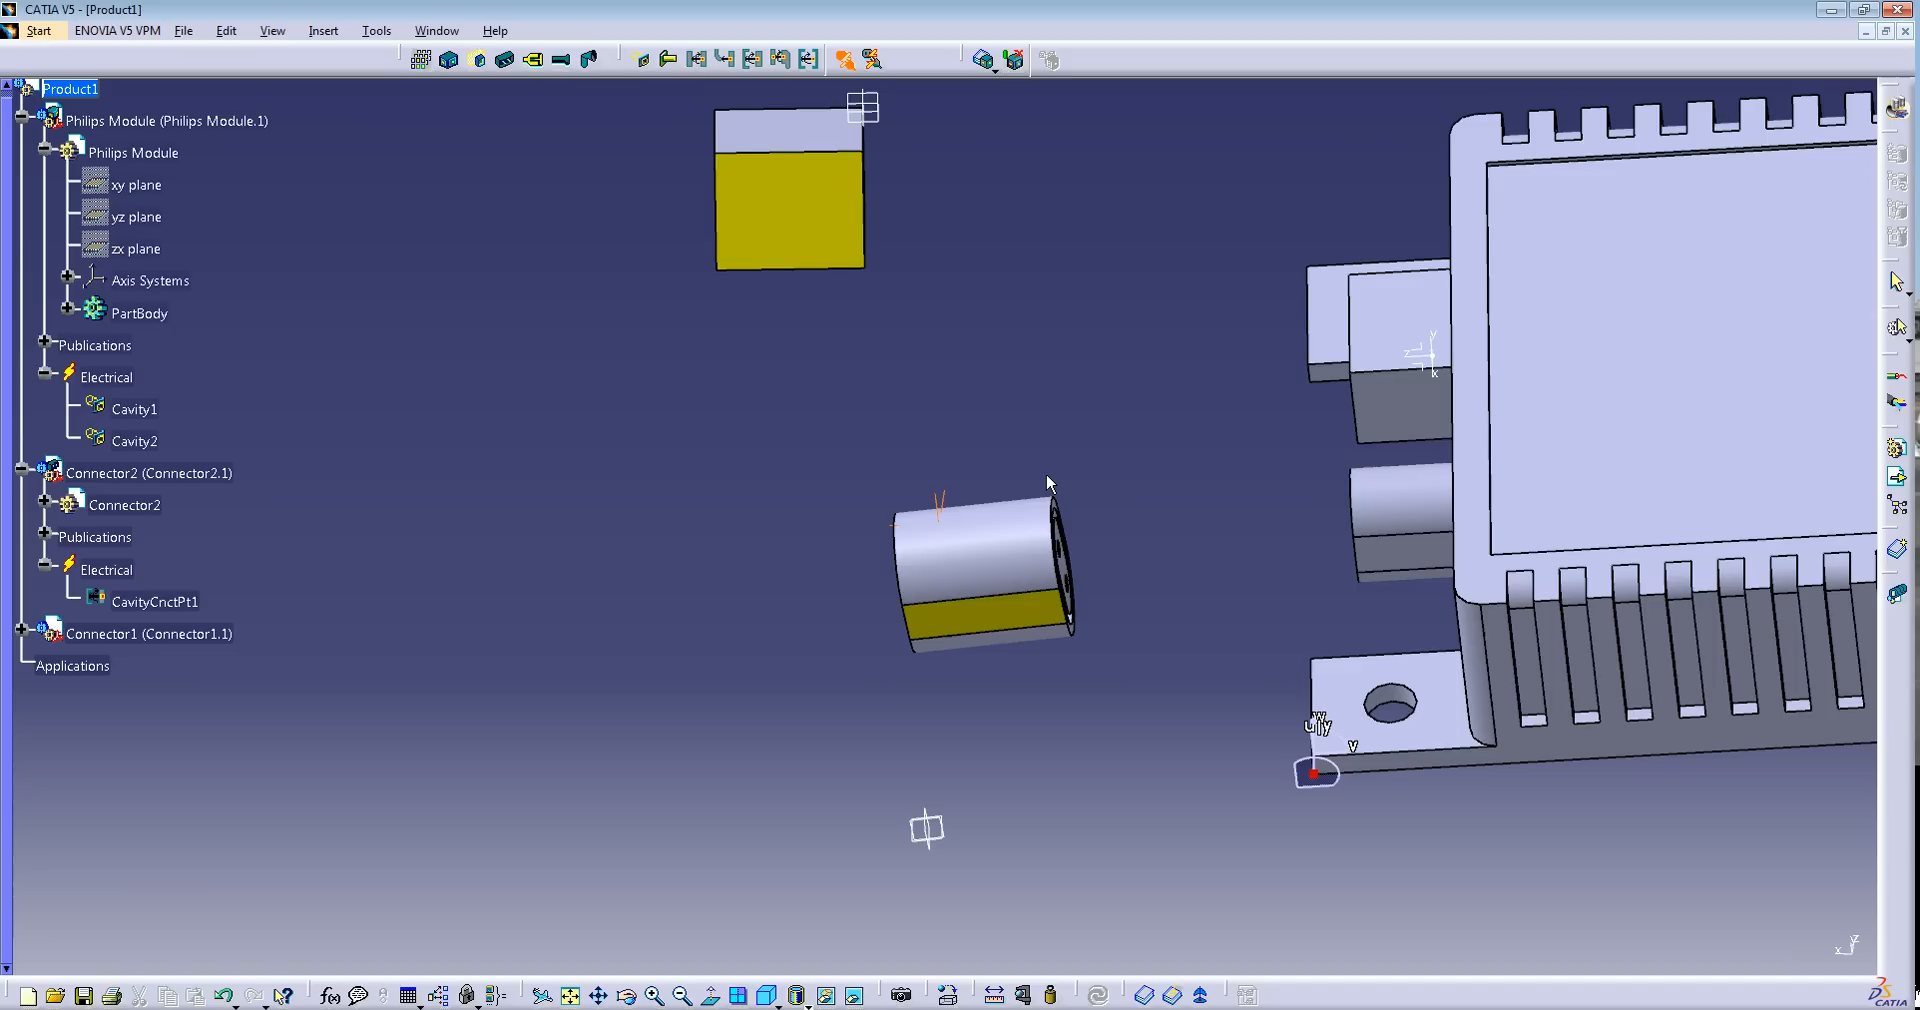 CATIA V5 - [Product1]
Start ENOVIA V5 VPM File Edit View Insert Tools Window Help
Product1
Philips Module (Philips Module.1)
Philips Module
xy plane
yz plane
zx plane
Axis Systems
PartBody
Publications
Electrical
Cavity1
Cavity2
Connector2 (Connector2.1)
Connector2
Publications
Electrical
CavityCnctPt1
Connector1 (Connector1.1)
Applications
y
z
x
w
v
x
f(x)
CATIA